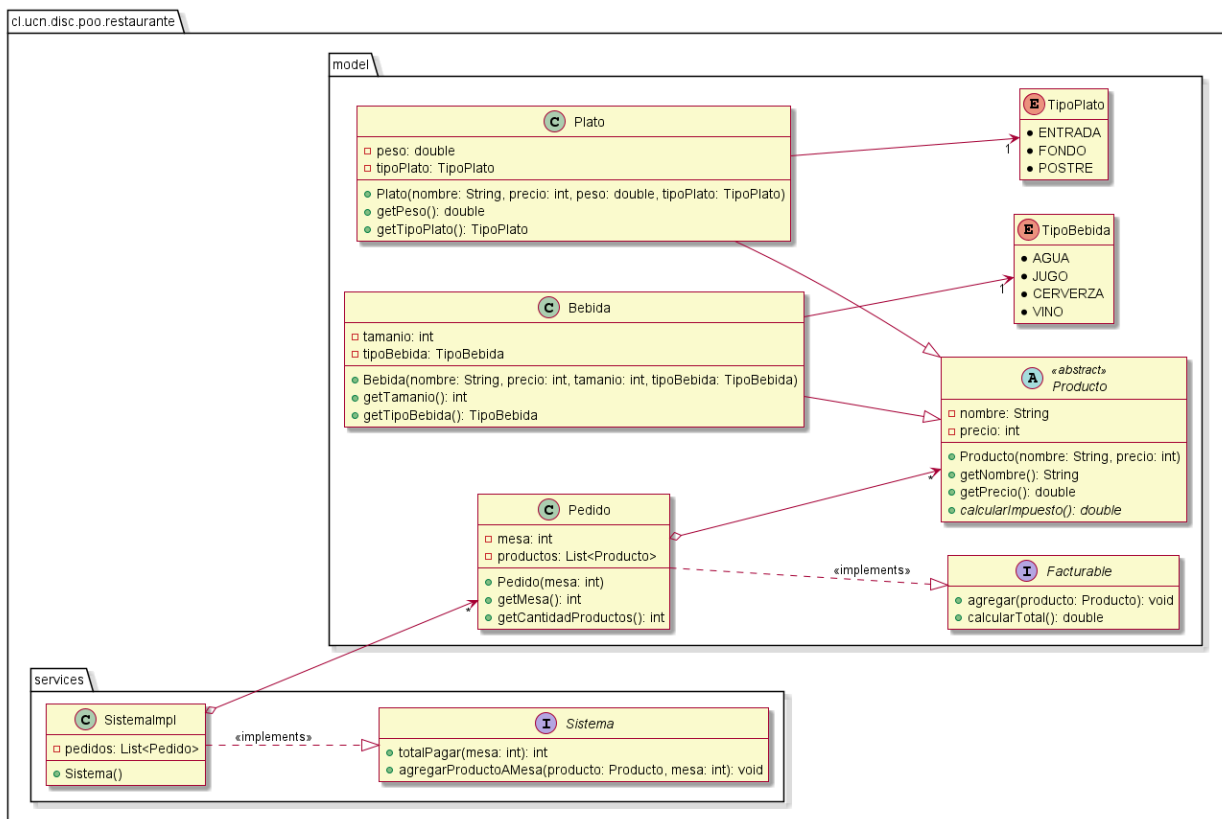 cl.ucn.disc.poo.restaurante
model
C Plato
peso: double
tipoPlato: TipoPlato
Plato(nombre: String, precio: int, peso: double, tipoPlato: TipoPlato)
getPeso(): double
getTipoPlato(): TipoPlato
E TipoPlato
ENTRADA
FONDO
POSTRE
1
E TipoBebida
AGUA
JUGO
CERVERZA
VINO
1
C Bebida
tamanio: int
tipoBebida: TipoBebida
Bebida(nombre: String, precio: int, tamanio: int, tipoBebida: TipoBebida)
getTamanio(): int
getTipoBebida(): TipoBebida
A «abstract»
Producto
nombre: String
precio: int
Producto(nombre: String, precio: int)
getNombre(): String
getPrecio(): double
calcularImpuesto(): double
*
C Pedido
mesa: int
productos: List<Producto>
Pedido(mesa: int)
getMesa(): int
getCantidadProductos(): int
*
«implements»
I Facturable
agregar(producto: Producto): void
calcularTotal(): double
services
C SistemaImpl
pedidos: List<Pedido>
Sistema()
«implements»
I Sistema
totalPagar(mesa: int): int
agregarProductoAMesa(producto: Producto, mesa: int): void